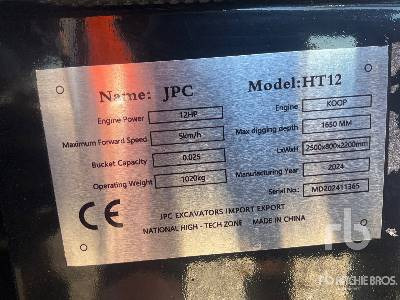 Name: JPC Model: HT12
Engine Power 12HP Engine KOOP
Maximum Forward Speed 5km/h Max digging depth 1650 MM
Bucket Capacity 0.025 LxWxH 2500x800x2200mm
Operating Weight 1020kg Manufacturing Year 2024
Serial No.: MD202411365
CE
JPC EXCAVATORS IMPORT EXPORT
NATIONAL HIGH - TECH ZONE MADE IN CHINA
rb
RITCHIE BROS.